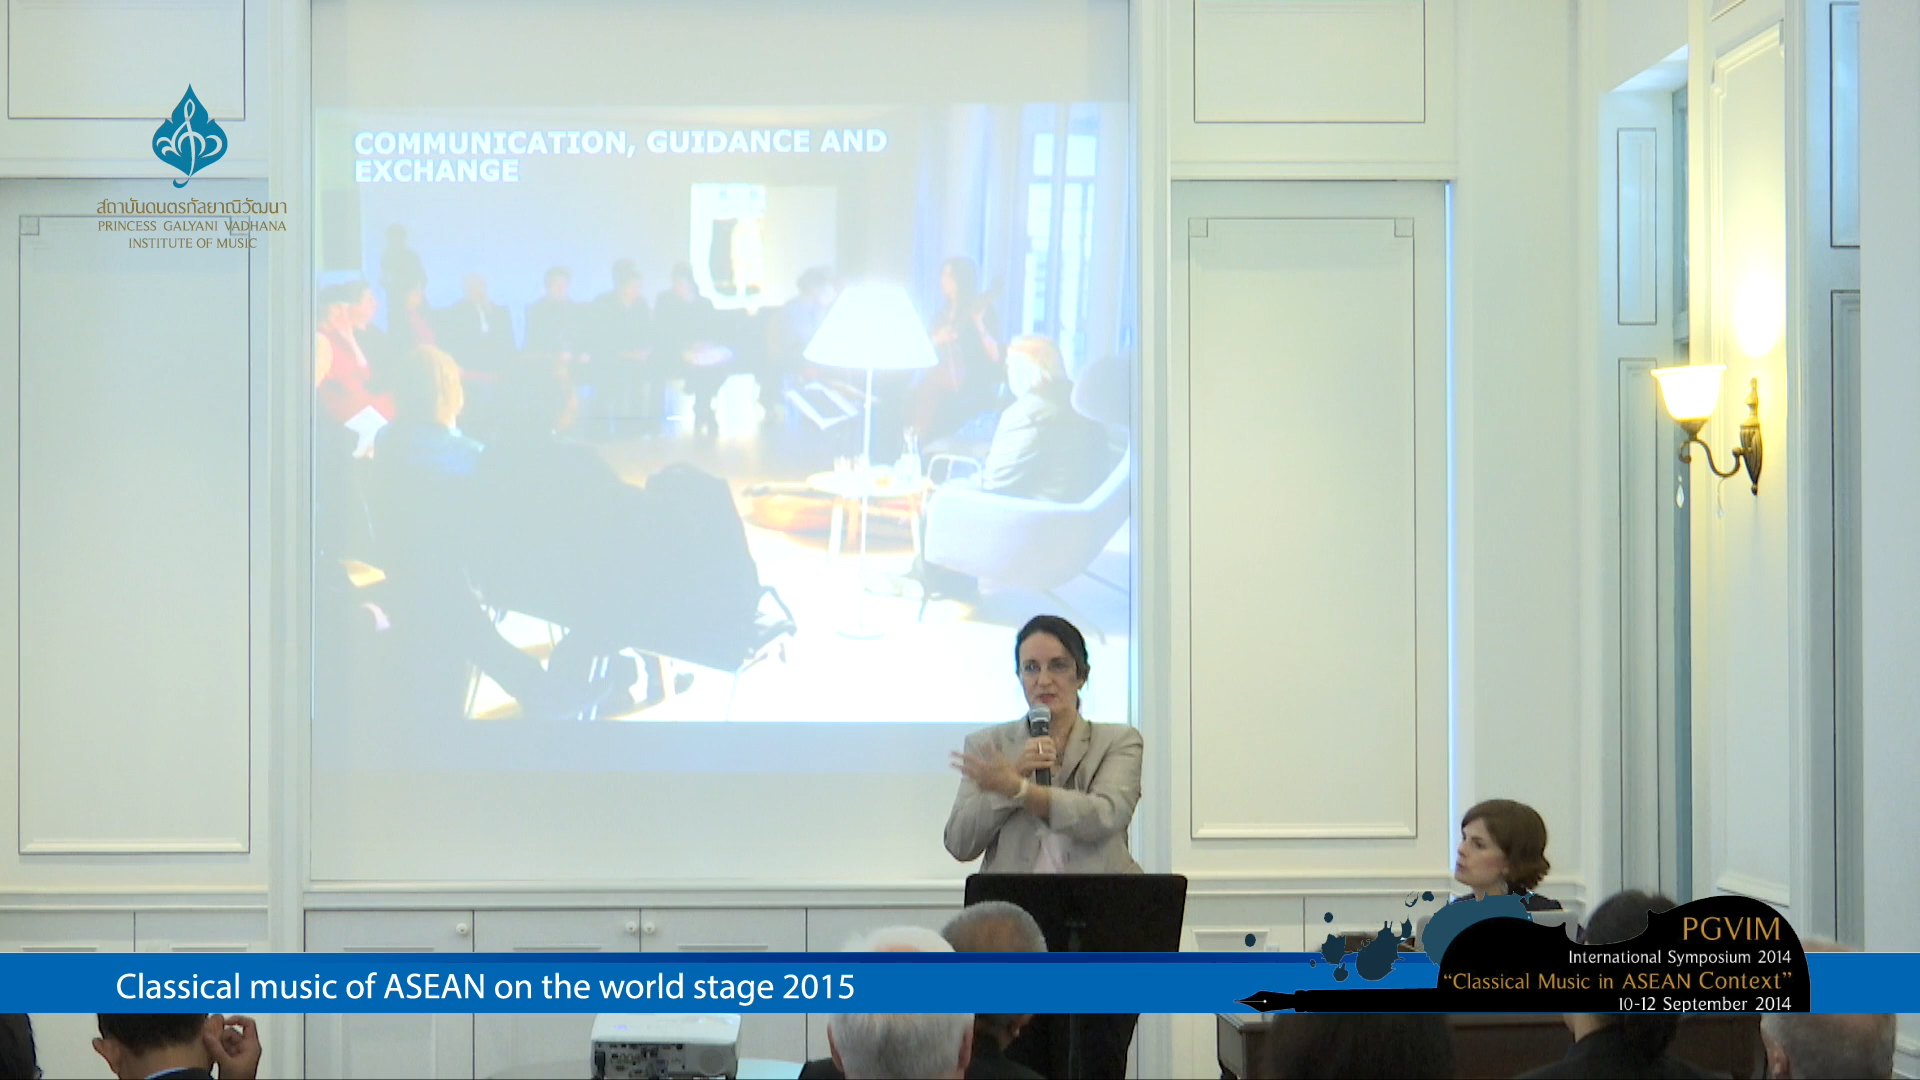 COMMUNICATION, GUIDANCE AND
EXCHANGE
สถาบันดนตรีกัลยาณิวัฒนา
PRINCESS GALYANI VADHANA
INSTITUTE OF MUSIC
Classical music of ASEAN on the world stage 2015
PGVIM
International Symposium 2014
“Classical Music in ASEAN Context”
10-12 September 2014